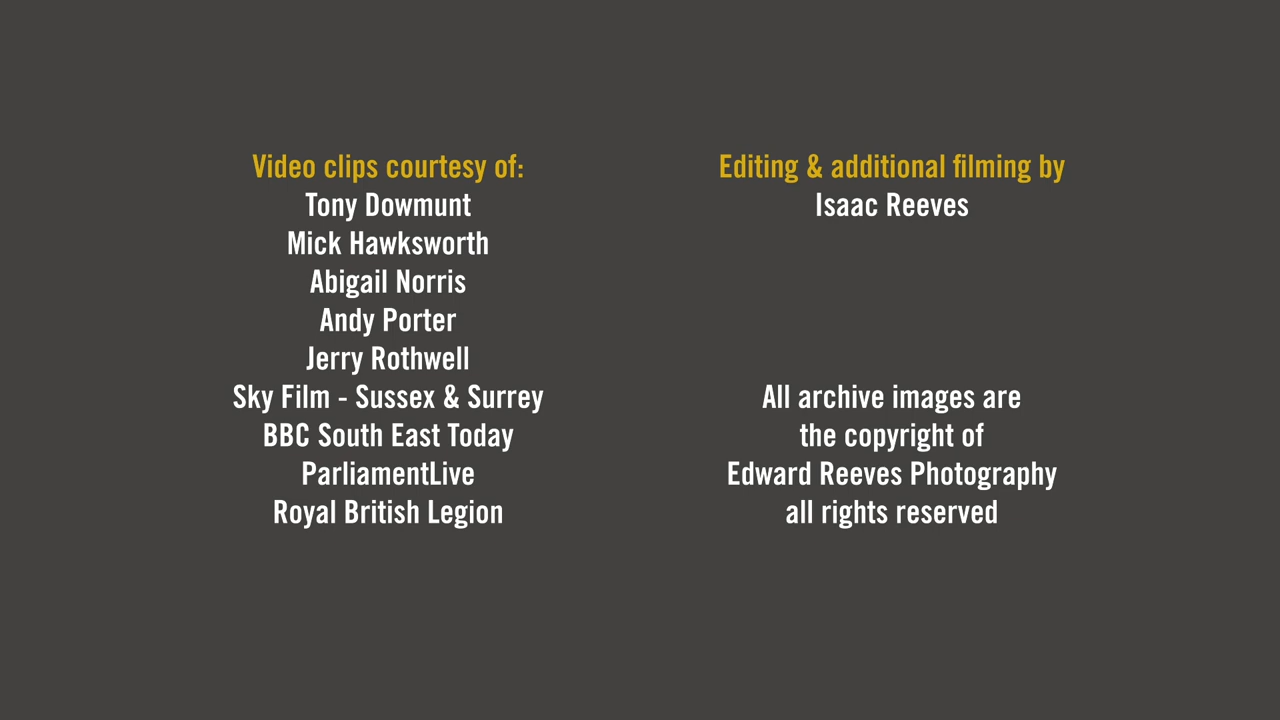 Video clips courtesy of:
Tony Dowmunt
Mick Hawksworth
Abigail Norris
Andy Porter
Jerry Rothwell
Sky Film - Sussex & Surrey
BBC South East Today
ParliamentLive
Royal British Legion
Editing & additional filming by
Isaac Reeves
All archive images are
the copyright of
Edward Reeves Photography
all rights reserved